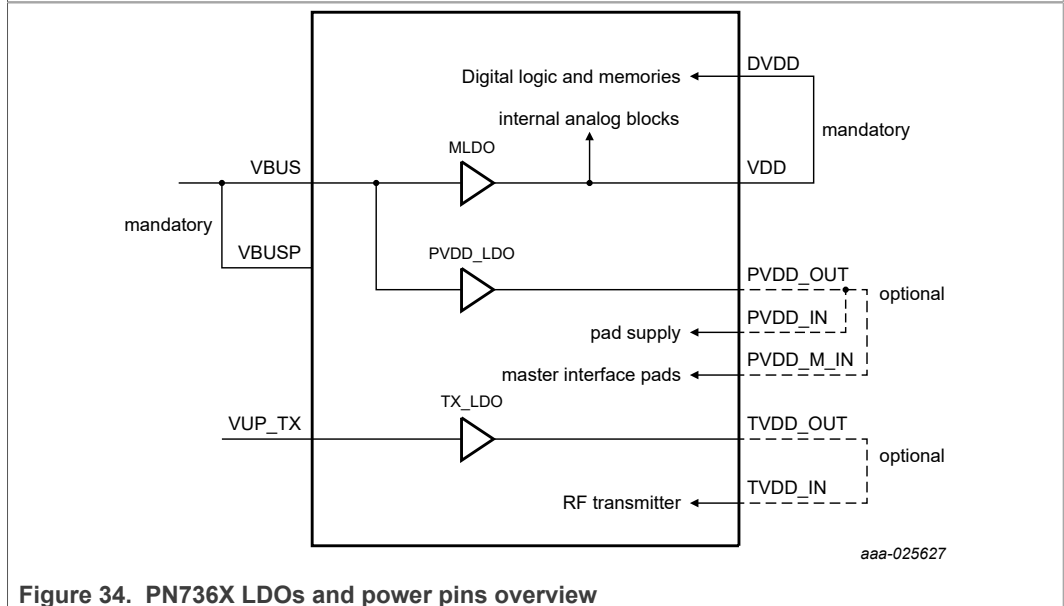 DVDD
Digital logic and memories
internal analog blocks
mandatory
MLDO
VBUS
VDD
mandatory
VBUSP
PVDD_LDO
PVDD_OUT
optional
PVDD_IN
pad supply
PVDD_M_IN
master interface pads
TX_LDO
VUP_TX
TVDD_OUT
optional
TVDD_IN
RF transmitter
aaa-025627
Figure 34. PN736X LDOs and power pins overview